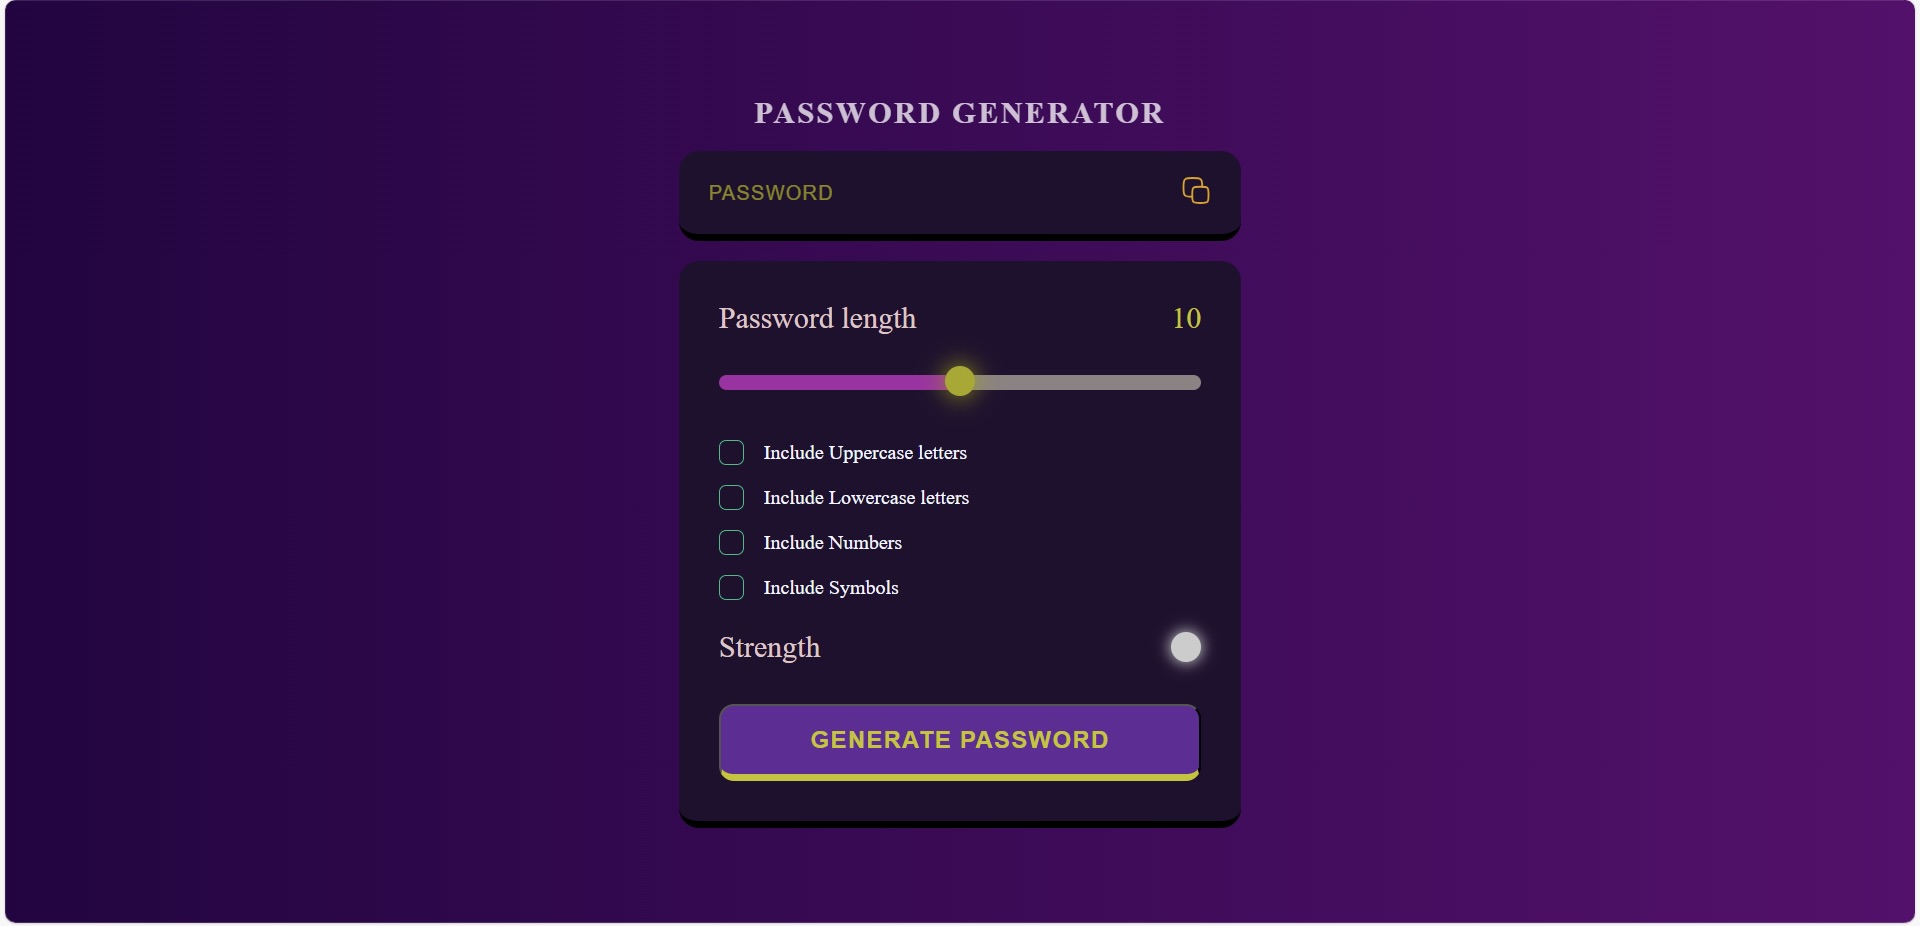 PASSWORD GENERATOR
PASSWORD
Password length 10
Include Uppercase letters
Include Lowercase letters
Include Numbers
Include Symbols
Strength
GENERATE PASSWORD